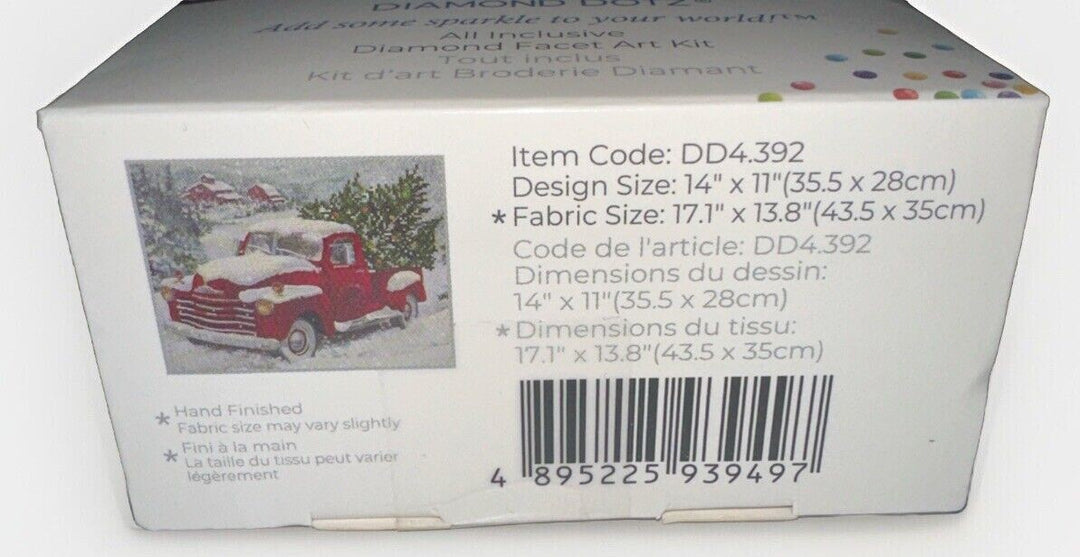 DIAMOND DOTZ®
Add some sparkle to your world!™
All Inclusive
Diamond Facet Art Kit
Tout inclus
Kit d'art Broderie Diamant
Item Code: DD4.392
Design Size: 14" x 11"(35.5 x 28cm)
* Fabric Size: 17.1" x 13.8"(43.5 x 35cm)
Code de l'article: DD4.392
Dimensions du dessin:
14" x 11"(35.5 x 28cm)
* Dimensions du tissu:
17.1" x 13.8"(43.5 x 35cm)
* Hand Finished
Fabric size may vary slightly
* Fini à la main
La taille du tissu peut varier
légèrement
4 895225 939497